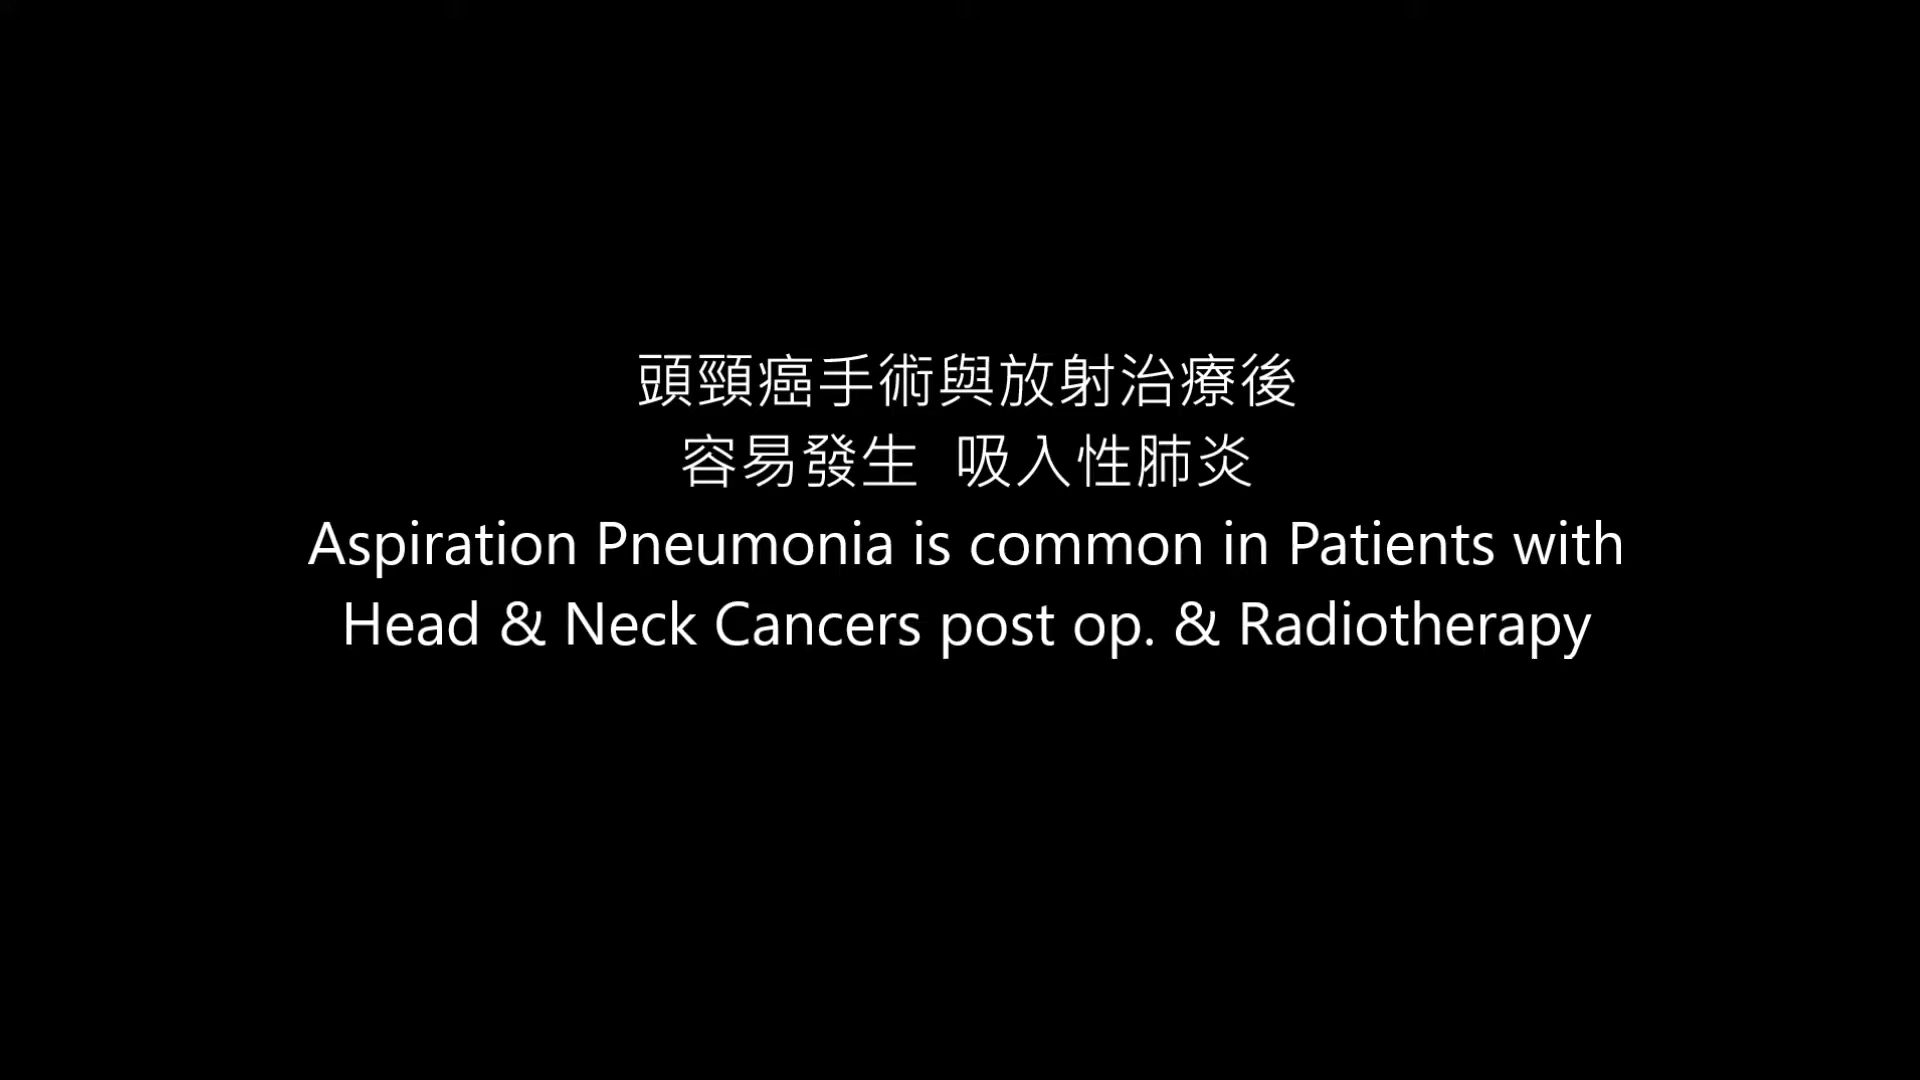 頭頸癌手術與放射治療後
容易發生 吸入性肺炎
Aspiration Pneumonia is common in Patients with
Head & Neck Cancers post op. & Radiotherapy